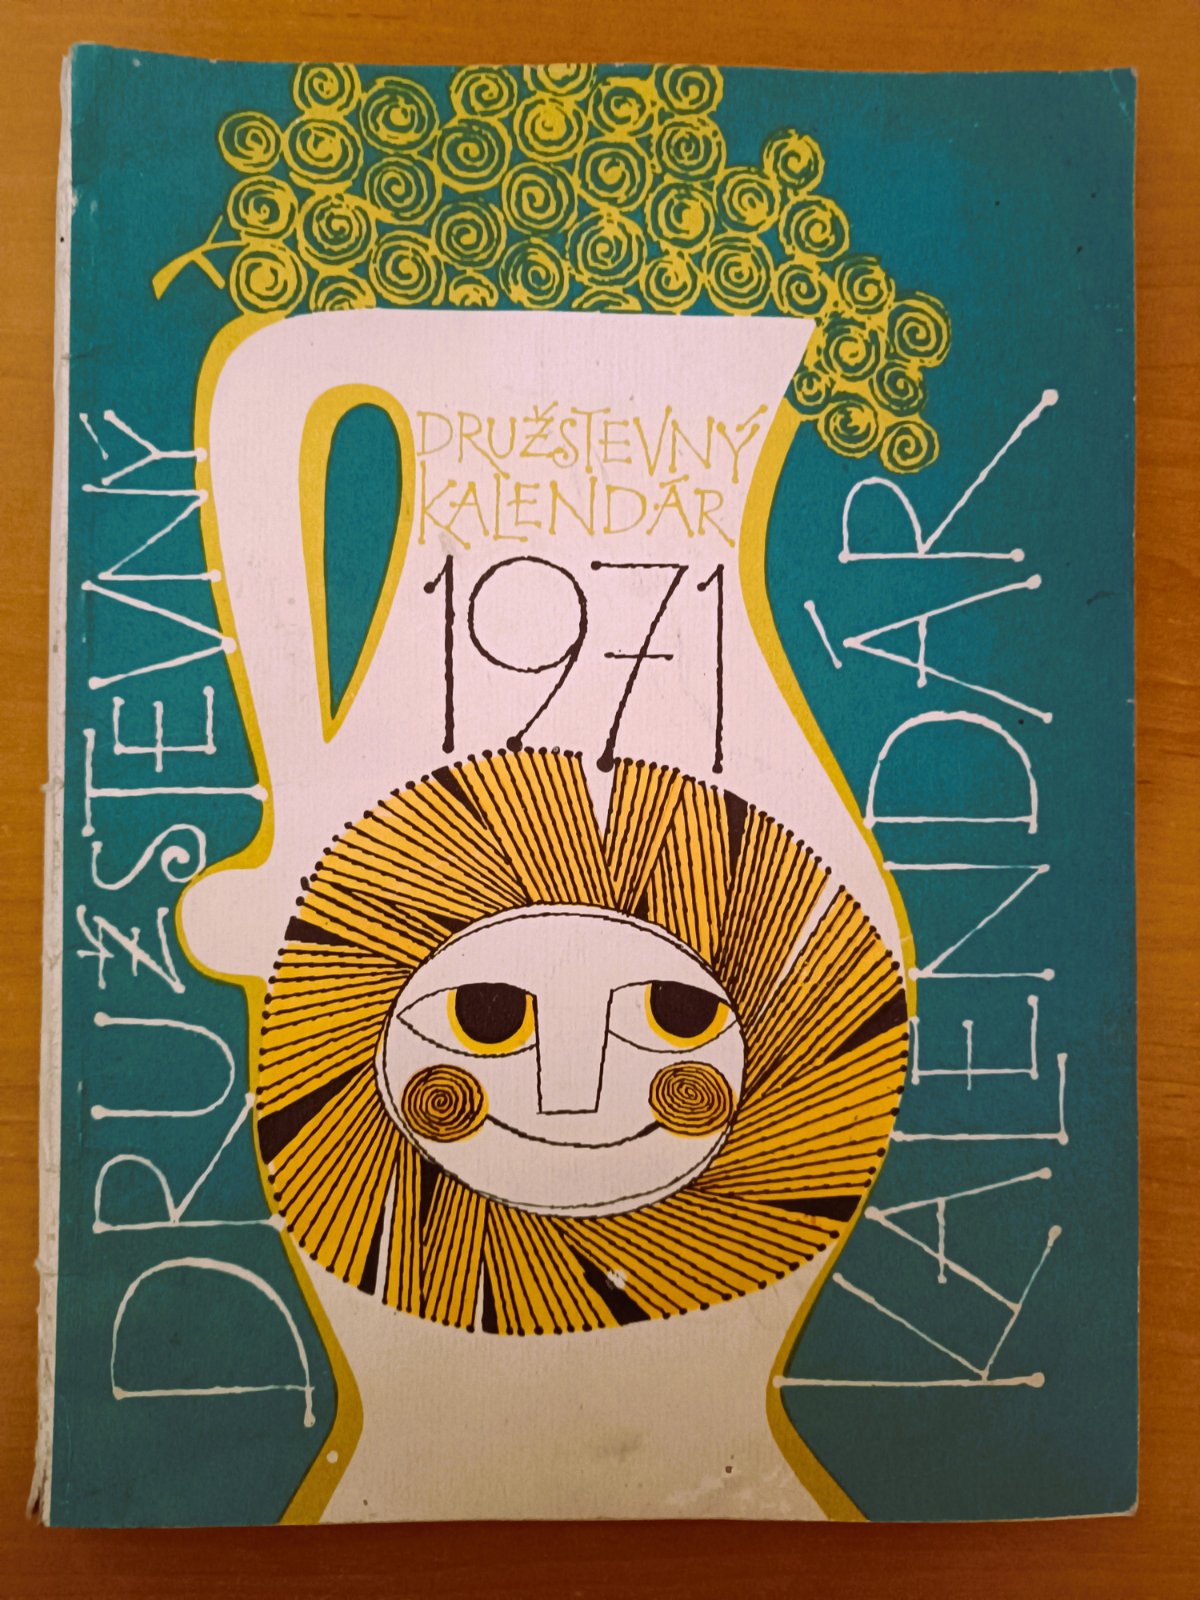 DRUŽSTEVNÝ
KALENDÁR
1971
DRUŽSTEVNÝ
KALENDÁR